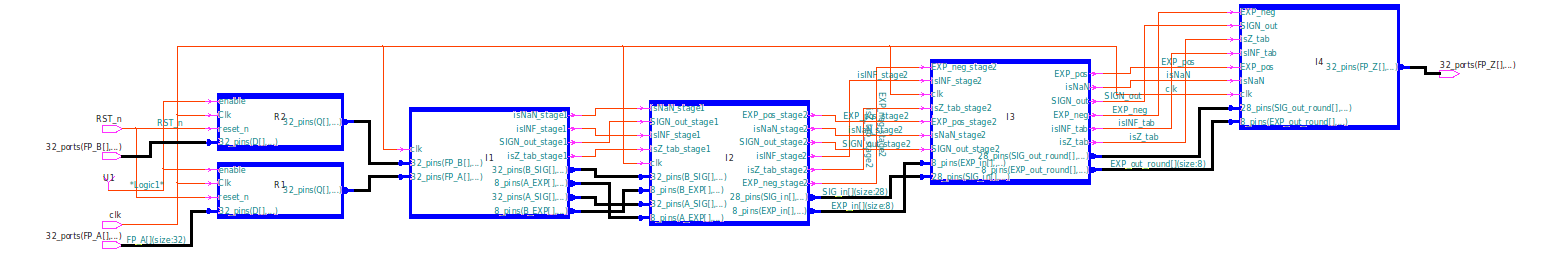 RST_n
32_ports(FP_B[],...)
U1
*Logic1*
clk
32_ports(FP_A[],...)
FP_A[](size:32)
RST_n
enable
Clk
reset_n
32_pins(D[],...)
R2
32_pins(Q[],...)
enable
Clk
reset_n
32_pins(D[],...)
R1
32_pins(Q[],...)
clk
32_pins(FP_B[],...)
32_pins(FP_A[],...)
I1
isNaN_stage1
isINF_stage1
SIGN_out_stage1
isZ_tab_stage1
32_pins(B_SIG[],...)
8_pins(A_EXP[],...)
32_pins(A_SIG[],...)
8_pins(B_EXP[],...)
isNaN_stage1
SIGN_out_stage1
isINF_stage1
isZ_tab_stage1
clk
32_pins(B_SIG[],...)
8_pins(B_EXP[],...)
32_pins(A_SIG[],...)
8_pins(A_EXP[],...)
I2
EXP_pos_stage2
isNaN_stage2
SIGN_out_stage2
isINF_stage2
isZ_tab_stage2
EXP_neg_stage2
28_pins(SIG_in[],...)
8_pins(EXP_in[],...)
isINF_stage2
EXP_pos_stage2
isNaN_stage2
SIGN_out_stage2
SIG_in[](size:28)
EXP_in[](size:8)
EXP_neg_stage2
isINF_stage2
clk
isZ_tab_stage2
EXP_pos_stage2
isNaN_stage2
SIGN_out_stage2
8_pins(EXP_in[],...)
28_pins(SIG_in[],...)
I3
EXP_pos
isNaN
SIGN_out
EXP_neg
isINF_tab
isZ_tab
28_pins(SIG_out_round[],...)
8_pins(EXP_out_round[],...)
EXP_pos
isNaN
clk
SIGN_out
EXP_neg
isINF_tab
isZ_tab
EXP_out_round[](size:8)
EXP_neg
SIGN_out
isZ_tab
isINF_tab
EXP_pos
isNaN
clk
28_pins(SIG_out_round[],...)
8_pins(EXP_out_round[],...)
I4
32_pins(FP_Z[],...)
32_ports(FP_Z[],...)